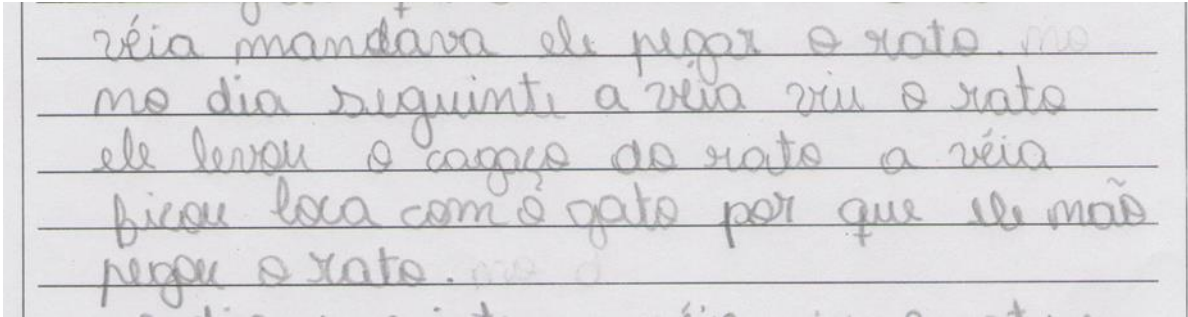 véia mandava ele pegar o rato.
no dia seguinte a véia viu o rato
ele levou o cagaço do rato a véia
ficou loca com o gato por que ele não
pegou o rato.